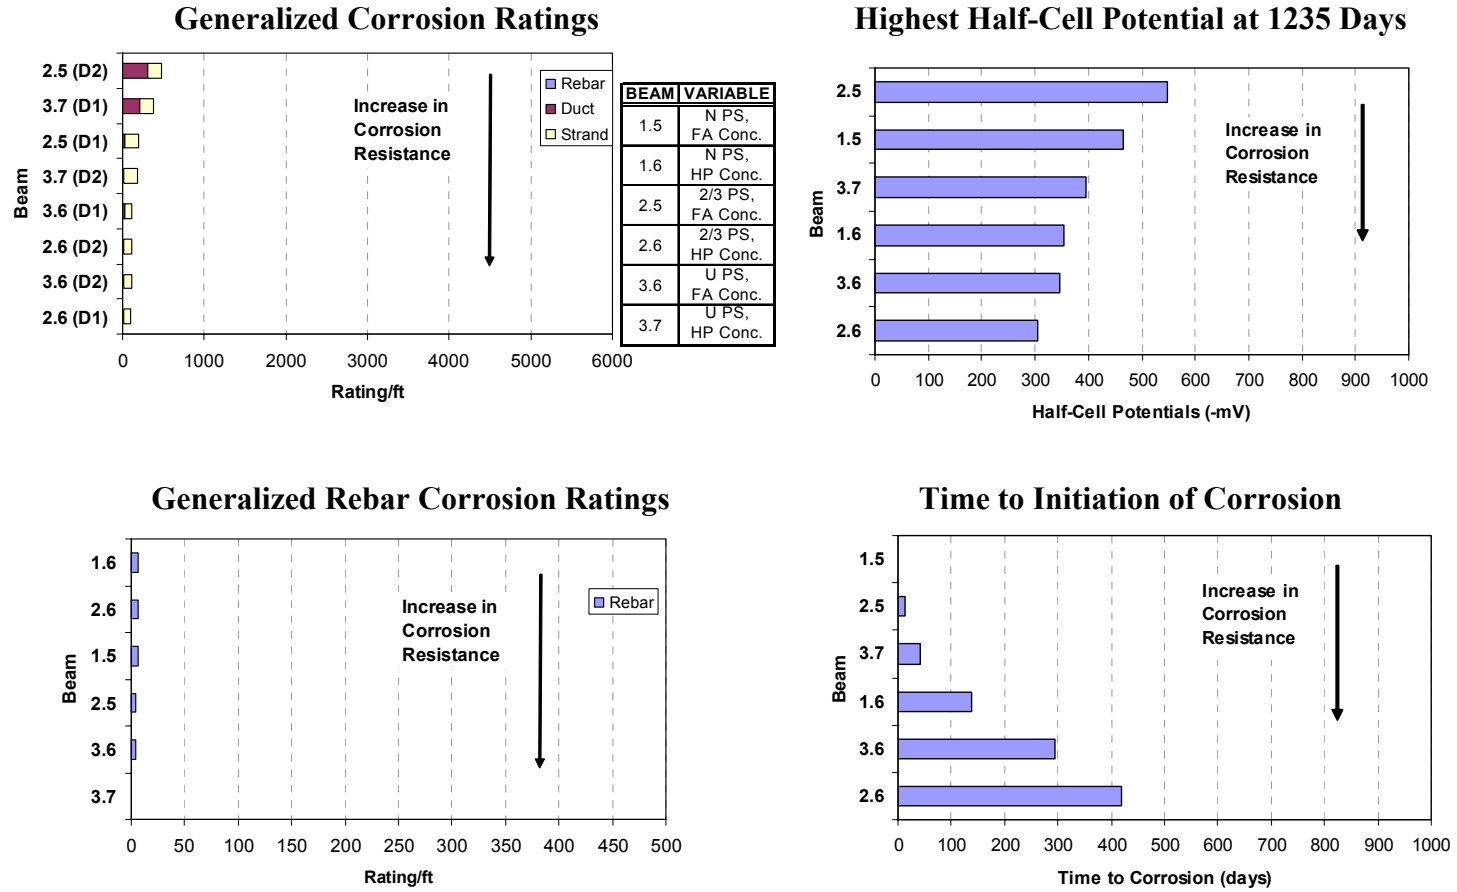 Generalized Corrosion Ratings
2.5 (D2)
3.7 (D1)
2.5 (D1)
3.7 (D2)
3.6 (D1)
2.6 (D2)
3.6 (D2)
2.6 (D1)
Beam
0 1000 2000 3000 4000 5000 6000
Rating/ft
Increase in
Corrosion
Resistance
Rebar
Duct
Strand
BEAM VARIABLE
1.5 N PS,
FA Conc.
1.6 N PS,
HP Conc.
2.5 2/3 PS,
FA Conc.
2.6 2/3 PS,
HP Conc.
3.6 U PS,
FA Conc.
3.7 U PS,
HP Conc.
Highest Half-Cell Potential at 1235 Days
2.5
1.5
3.7
1.6
3.6
2.6
Beam
0 100 200 300 400 500 600 700 800 900 1000
Half-Cell Potentials (-mV)
Increase in
Corrosion
Resistance
Generalized Rebar Corrosion Ratings
1.6
2.6
1.5
2.5
3.6
3.7
Beam
0 50 100 150 200 250 300 350 400 450 500
Rating/ft
Increase in
Corrosion
Resistance
Rebar
Time to Initiation of Corrosion
1.5
2.5
3.7
1.6
3.6
2.6
Beam
0 100 200 300 400 500 600 700 800 900 1000
Time to Corrosion (days)
Increase in
Corrosion
Resistance